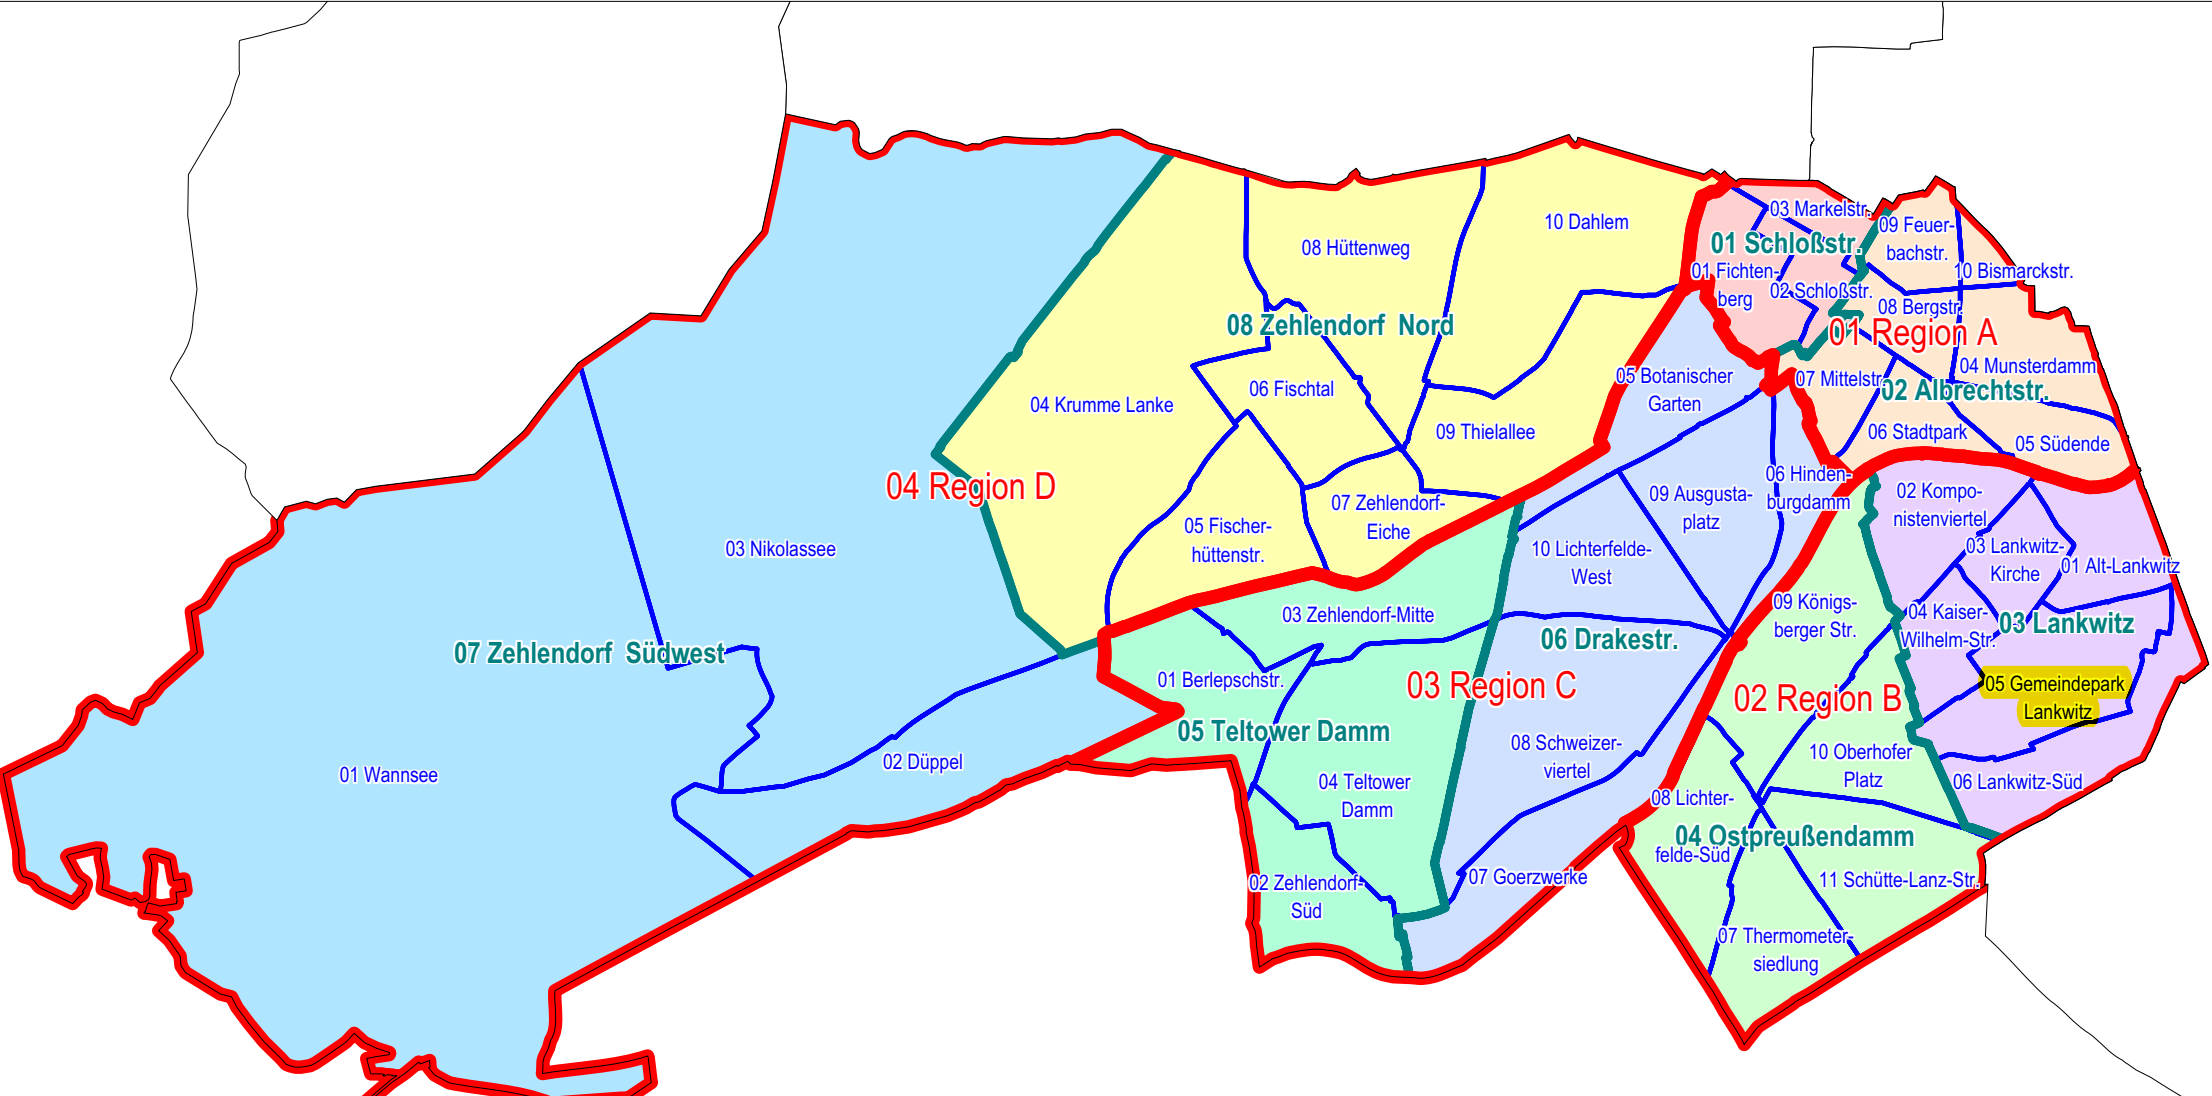 03 Markelstr.
01 Schloßstr.
01 Fichten-
berg
02 Schloßstr.
09 Feuer-
bachstr.
10 Bismarckstr.
08 Bergstr.
01 Region A
04 Munsterdamm
07 Mittelstr.
02 Albrechtstr.
06 Stadtpark
05 Südende
10 Dahlem
08 Hüttenweg
08 Zehlendorf Nord
06 Fischtal
04 Krumme Lanke
09 Thielallee
04 Region D
07 Zehlendorf-
Eiche
05 Fischer-
hüttenstr.
03 Nikolassee
07 Zehlendorf Südwest
01 Wannsee
02 Düppel
05 Botanischer
Garten
06 Hinden-
burgdamm
09 Ausgusta-
platz
10 Lichterfelde-
West
03 Zehlendorf-Mitte
06 Drakestr.
01 Berlepschstr.
03 Region C
05 Teltower Damm
08 Schweizer-
viertel
04 Teltower
Damm
02 Zehlendorf-
Süd
07 Goerzwerke
02 Kompo-
nistenviertel
03 Lankwitz-
Kirche
01 Alt-Lankwitz
04 Kaiser-
Wilhelm-Str.
03 Lankwitz
05 Gemeindepark
Lankwitz
06 Lankwitz-Süd
09 Königs-
berger Str.
02 Region B
10 Oberhofer
Platz
08 Lichter-
felde-Süd
04 Ostpreußendamm
11 Schütte-Lanz-Str.
07 Thermometer-
siedlung